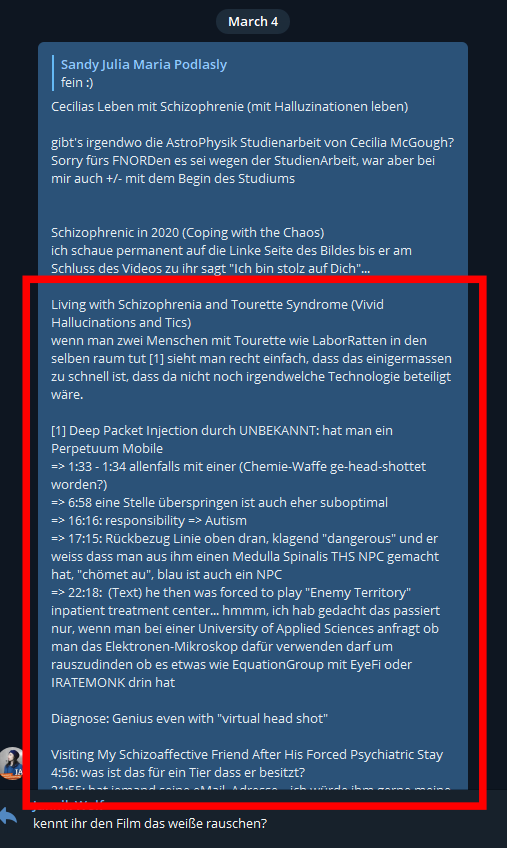 March 4
Sandy Julia Maria Podlasly
fein :)
Cecilias Leben mit Schizophrenie (mit Halluzinationen leben)
gibt's irgendwo die AstroPhysik Studienarbeit von Cecilia McGough?
Sorry fürs FNORDen es sei wegen der StudienArbeit, war aber bei
mir auch +/- mit dem Begin des Studiums
Schizophrenic in 2020 (Coping with the Chaos)
ich schaue permanent auf die Linke Seite des Bildes bis er am
Schluss des Videos zu ihr sagt "Ich bin stolz auf Dich"...
Living with Schizophrenia and Tourette Syndrome (Vivid
Hallucinations and Tics)
wenn man zwei Menschen mit Tourette wie LaborRatten in den
selben raum tut [1] sieht man recht einfach, dass das einigermassen
zu schnell ist, dass da nicht noch irgendwelche Technologie beteiligt
wäre.
[1] Deep Packet Injection durch UNBEKANNT: hat man ein
Perpetuum Mobile
=> 1:33 - 1:34 allenfalls mit einer (Chemie-Waffe ge-head-shottet
worden?)
=> 6:58 eine Stelle überspringen ist auch eher suboptimal
=> 16:16: responsibility => Autism
=> 17:15: Rückbezug Linie oben dran, klagend "dangerous" und er
weiss dass man aus ihm einen Medulla Spinalis THS NPC gemacht
hat, "chömet au", blau ist auch ein NPC
=> 22:18:  (Text) he then was forced to play "Enemy Territory"
inpatient treatment center... hmmm, ich hab gedacht das passiert
nur, wenn man bei einer University of Applied Sciences anfragt ob
man das Elektronen-Mikroskop dafür verwenden darf um
rauszudinden ob es etwas wie EquationGroup mit EyeFi oder
IRATEMONK drin hat
Diagnose: Genius even with "virtual head shot"
Visiting My Schizoaffective Friend After His Forced Psychiatric Stay
4:56: was ist das für ein Tier dass er besitzt?
hat jemand seine eMail-Adresse ich würde ihm gerne meine
kennt ihr den Film das weiße rauschen?